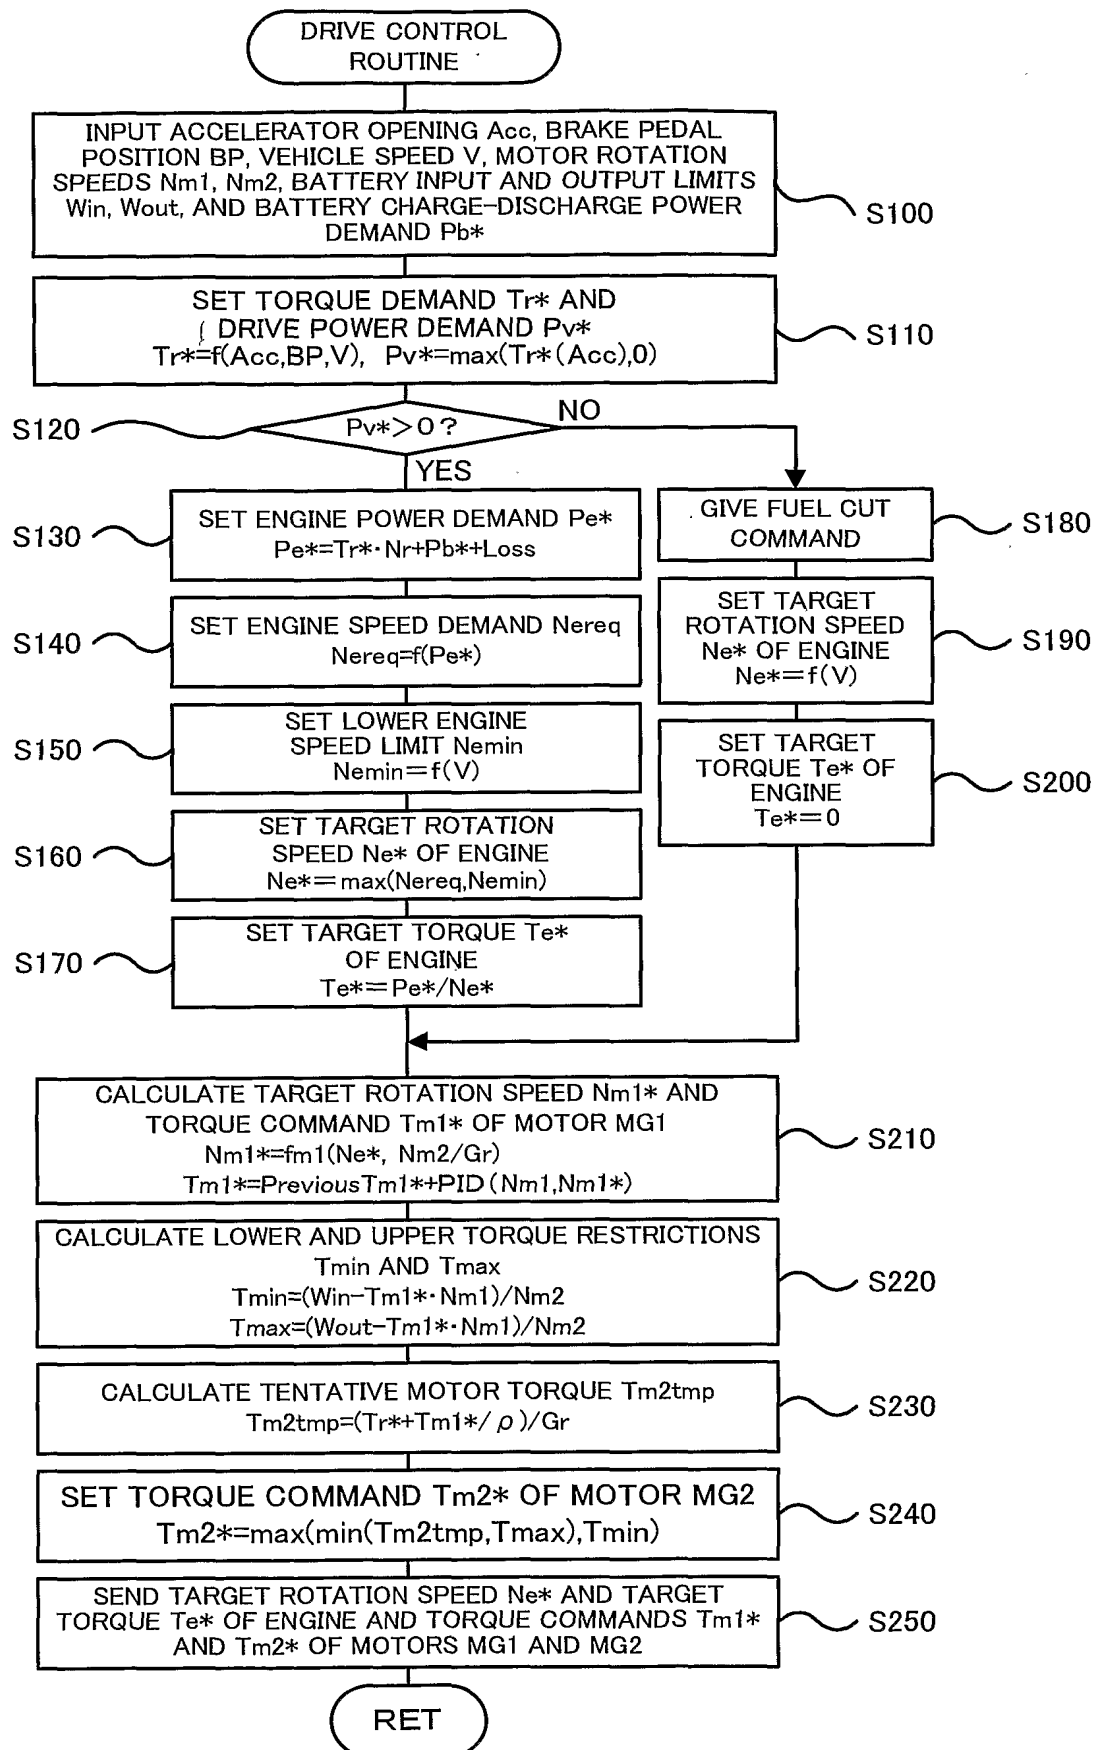 DRIVE CONTROL
ROUTINE
INPUT ACCELERATOR OPENING Acc, BRAKE PEDAL
POSITION BP, VEHICLE SPEED V, MOTOR ROTATION
SPEEDS Nm1, Nm2, BATTERY INPUT AND OUTPUT LIMITS
Win, Wout, AND BATTERY CHARGE-DISCHARGE POWER
DEMAND Pb*
S100
SET TORQUE DEMAND Tr* AND
DRIVE POWER DEMAND Pv*
Tr*=f(Acc,BP,V), Pv*=max(Tr*(Acc),0)
S110
S120
Pv*>0?
NO
YES
S130
SET ENGINE POWER DEMAND Pe*
Pe*=Tr*·Nr+Pb*+Loss
S140
SET ENGINE SPEED DEMAND Nereq
Nereq=f(Pe*)
S150
SET LOWER ENGINE
SPEED LIMIT Nemin
Nemin=f(V)
S160
SET TARGET ROTATION
SPEED Ne* OF ENGINE
Ne*=max(Nereq,Nemin)
S170
SET TARGET TORQUE Te*
OF ENGINE
Te*=Pe*/Ne*
GIVE FUEL CUT
COMMAND
S180
SET TARGET
ROTATION SPEED
Ne* OF ENGINE
Ne*=f(V)
S190
SET TARGET
TORQUE Te* OF
ENGINE
Te*=0
S200
CALCULATE TARGET ROTATION SPEED Nm1* AND
TORQUE COMMAND Tm1* OF MOTOR MG1
Nm1*=fm1(Ne*, Nm2/Gr)
Tm1*=PreviousTm1*+PID(Nm1,Nm1*)
S210
CALCULATE LOWER AND UPPER TORQUE RESTRICTIONS
Tmin AND Tmax
Tmin=(Win-Tm1*·Nm1)/Nm2
Tmax=(Wout-Tm1*·Nm1)/Nm2
S220
CALCULATE TENTATIVE MOTOR TORQUE Tm2tmp
Tm2tmp=(Tr*+Tm1*/ρ)/Gr
S230
SET TORQUE COMMAND Tm2* OF MOTOR MG2
Tm2*=max(min(Tm2tmp,Tmax),Tmin)
S240
SEND TARGET ROTATION SPEED Ne* AND TARGET
TORQUE Te* OF ENGINE AND TORQUE COMMANDS Tm1*
AND Tm2* OF MOTORS MG1 AND MG2
S250
RET